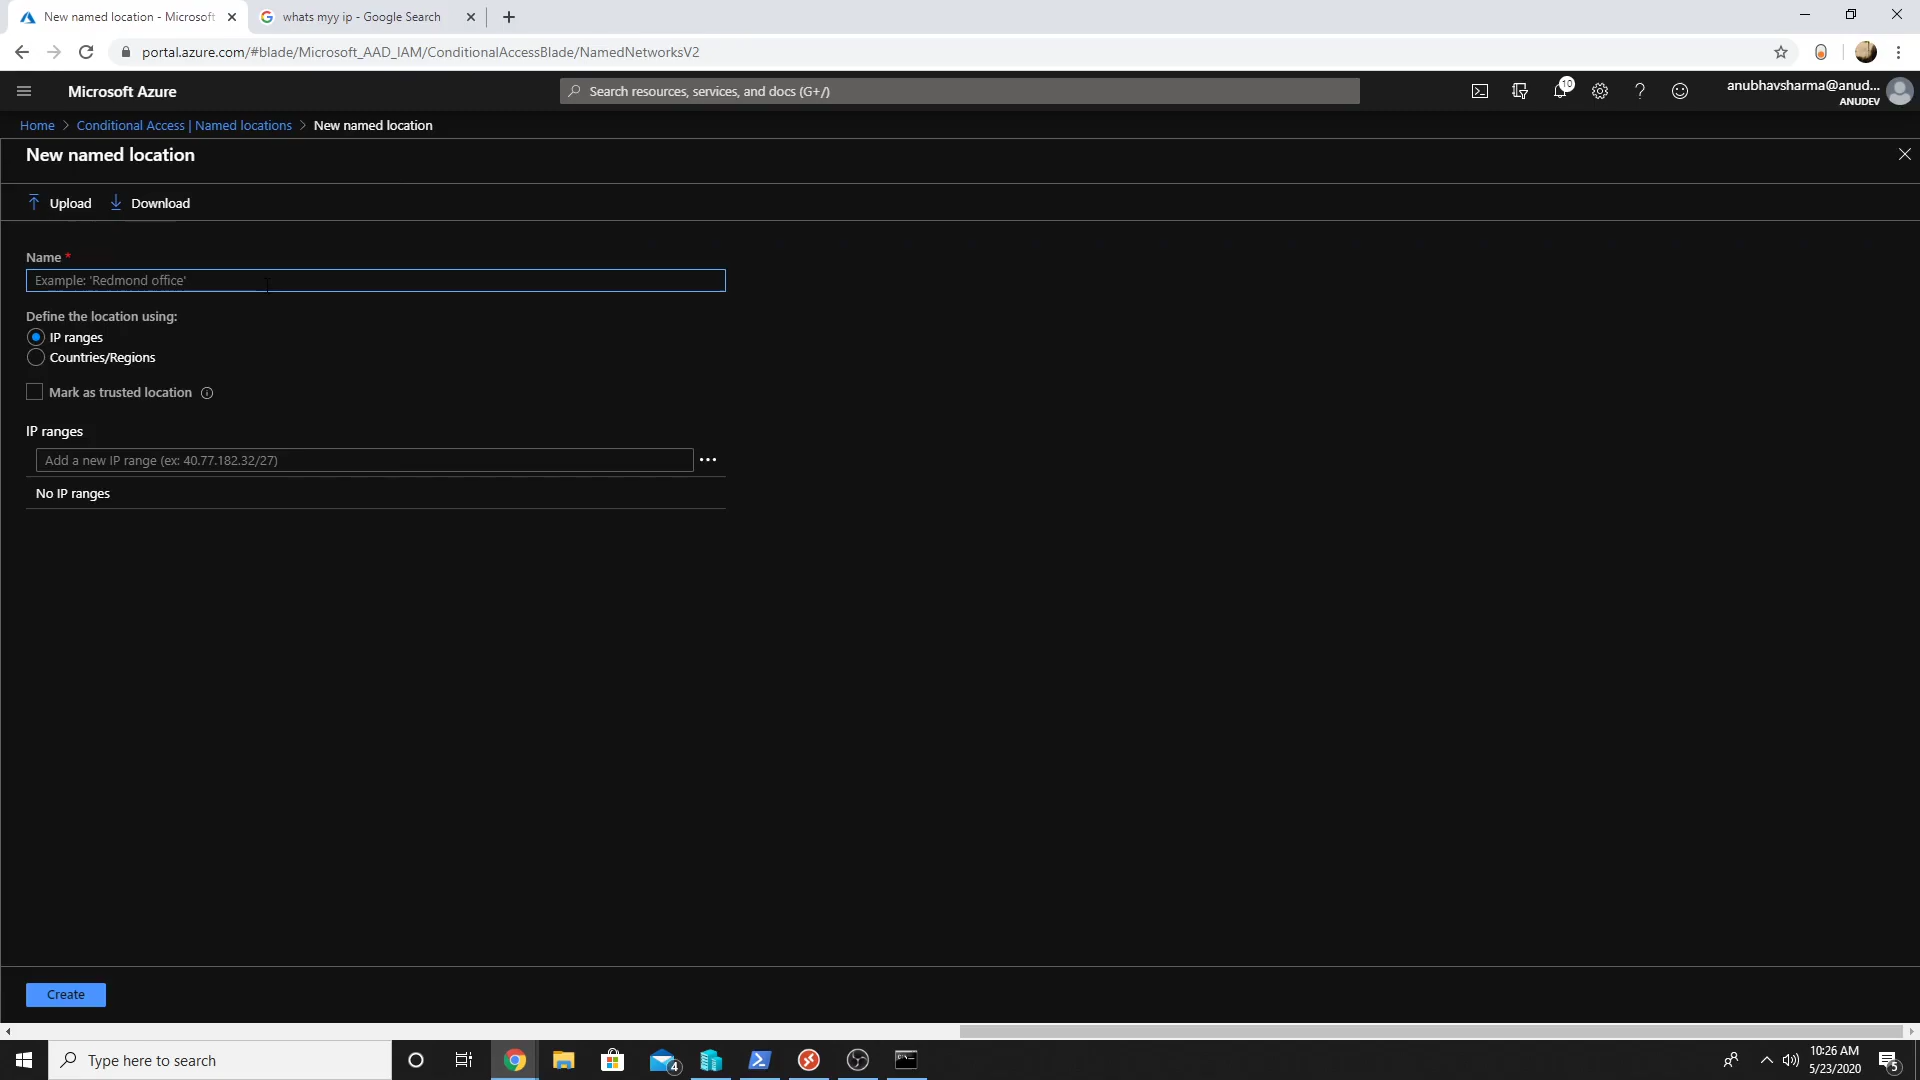 New named location - Microsoft
whats myy ip - Google Search
portal.azure.com/#blade/Microsoft_AAD_IAM/ConditionalAccessBlade/NamedNetworksV2
Microsoft Azure
Search resources, services, and docs (G+/)
10
anubhavsharma@anud...
ANUDEV
Home > Conditional Access | Named locations > New named location
New named location
Upload
Download
Name *
Example: 'Redmond office'
Define the location using:
IP ranges
Countries/Regions
Mark as trusted location
IP ranges
Add a new IP range (ex: 40.77.182.32/27)
No IP ranges
Create
Type here to search
4
10:26 AM
5/23/2020
5